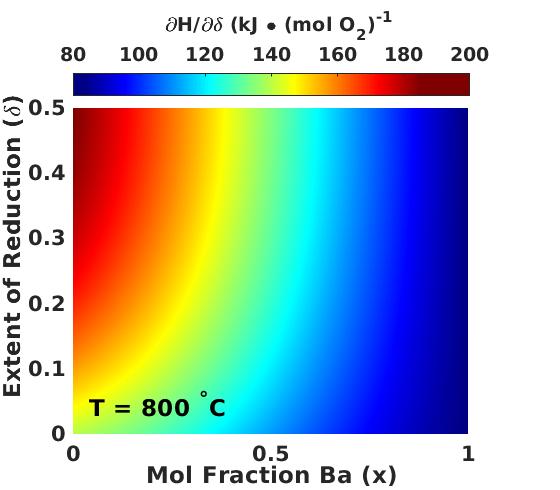 ∂H/∂δ (kJ • (mol O2)-1
80 100 120 140 160 180 200
Extent of Reduction (δ)
0.5
0.4
0.3
0.2
0.1
0
T = 800 °C
0 0.5 1
Mol Fraction Ba (x)